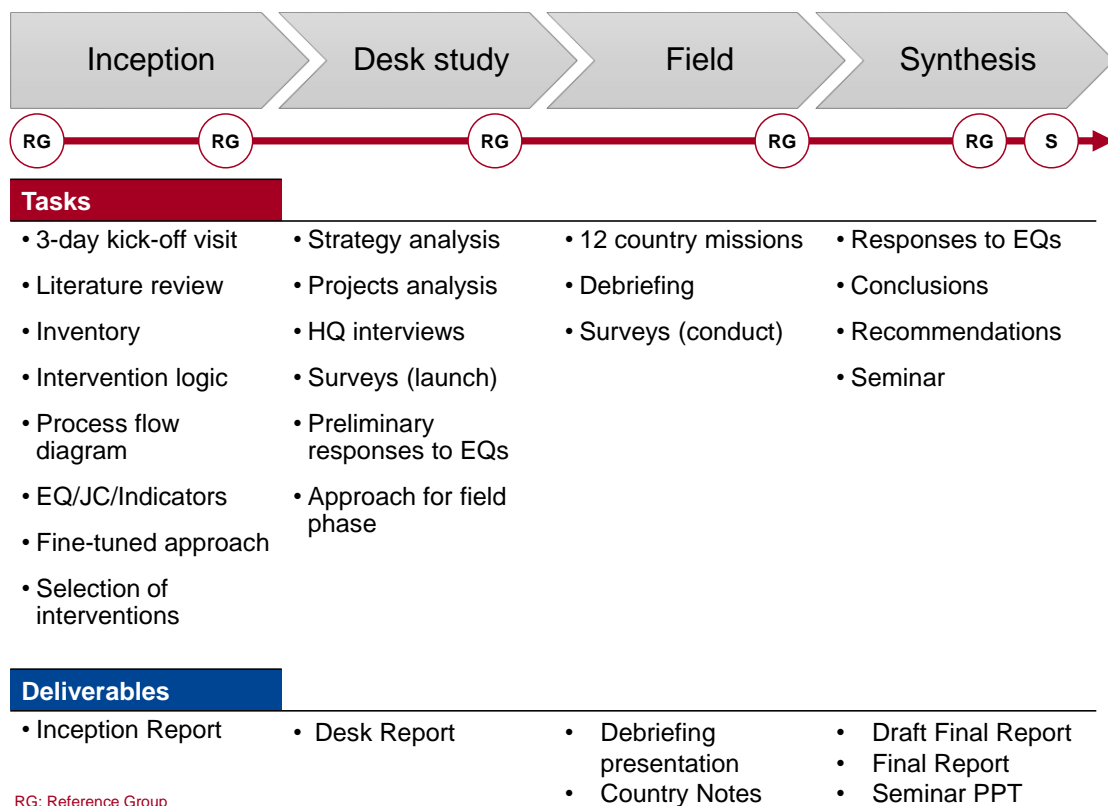 Inception
Desk study
Field
Synthesis
RG
RG
RG
RG
RG
S
Tasks
• 3-day kick-off visit
• Literature review
• Inventory
• Intervention logic
• Process flow
diagram
• EQ/JC/Indicators
• Fine-tuned approach
• Selection of
interventions
• Strategy analysis
• Projects analysis
• HQ interviews
• Surveys (launch)
• Preliminary
responses to EQs
• Approach for field
phase
• 12 country missions
• Debriefing
• Surveys (conduct)
• Responses to EQs
• Conclusions
• Recommendations
• Seminar
Deliverables
• Inception Report
• Desk Report
• Debriefing
presentation
• Country Notes
• Draft Final Report
• Final Report
• Seminar PPT
RG: Reference Group